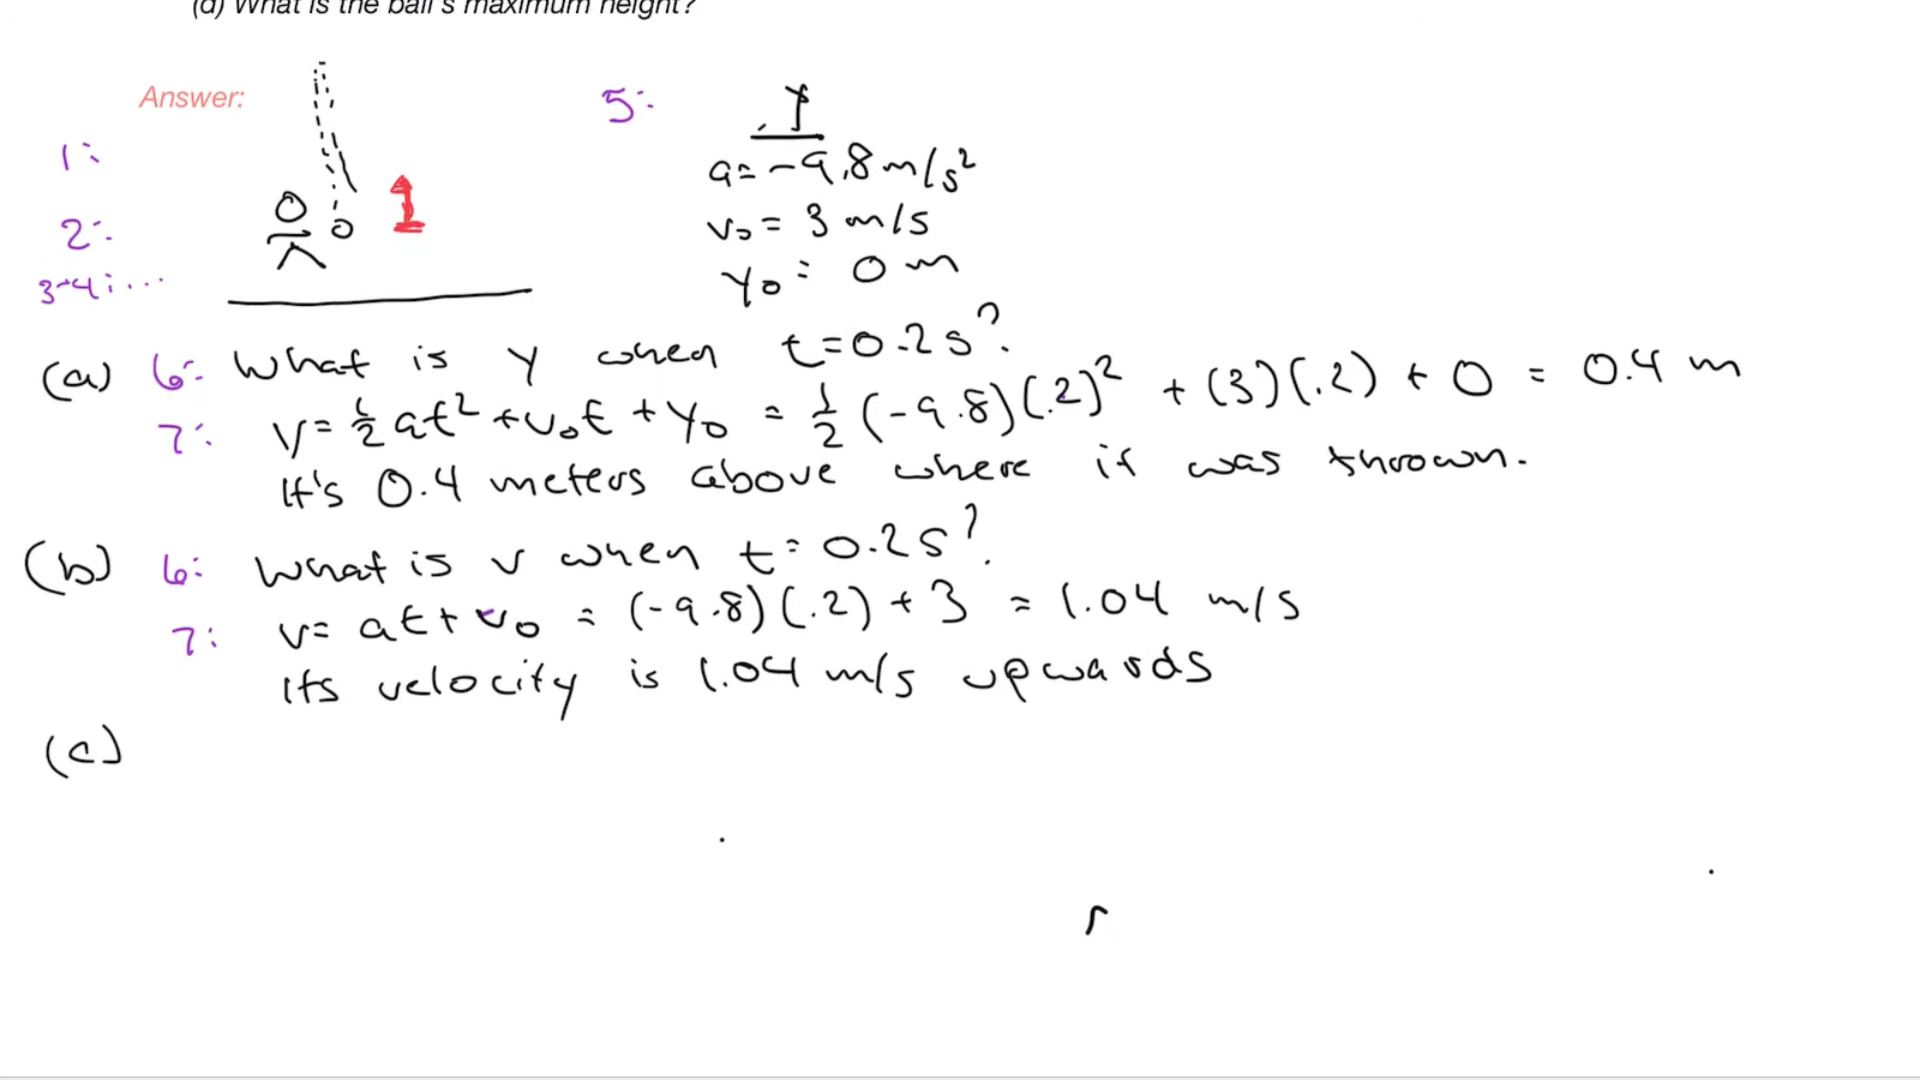 (d) What is the ball's maximum height?
Answer:
1:
2:
3-4: ...
1
5:
y
a = -9.8 m/s²
v₀ = 3 m/s
y₀ = 0 m
(a) 6: What is y when t=0.2s?
7: y = ½at² + v₀t + y₀ = ½(-9.8)(.2)² + (3)(.2) + 0 = 0.4 m
It's 0.4 meters above where it was thrown.
(b) 6: What is v when t = 0.2s?
7: v = at + v₀ = (-9.8)(.2) + 3 = 1.04 m/s
Its velocity is 1.04 m/s upwards
(c)